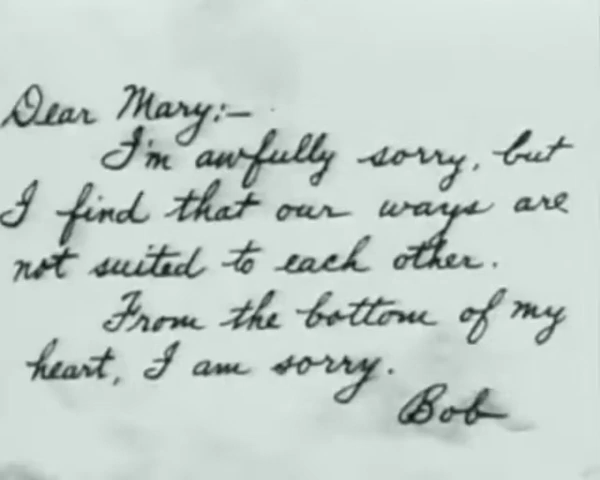 Dear Mary:—
I'm awfully sorry, but
I find that our ways are
not suited to each other.
From the bottom of my
heart, I am sorry.
Bob